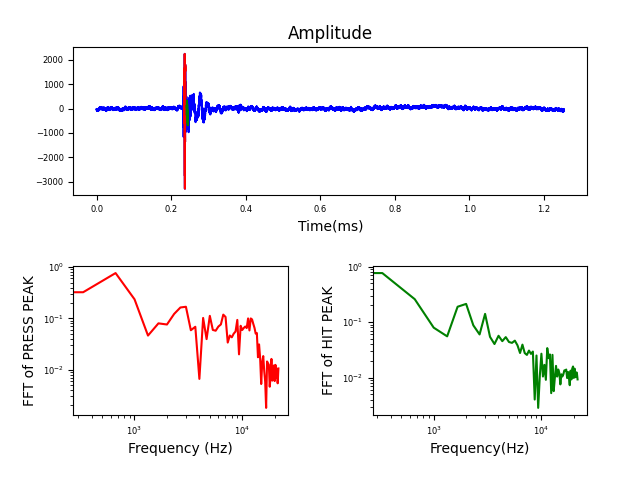 Amplitude
2000
1000
0
−1000
−2000
−3000
0.0 0.2 0.4 0.6 0.8 1.0 1.2
Time(ms)
FFT of PRESS PEAK
10⁰
10⁻¹
10⁻²
10³ 10⁴
Frequency (Hz)
FFT of HIT PEAK
10⁰
10⁻¹
10⁻²
10³ 10⁴
Frequency(Hz)